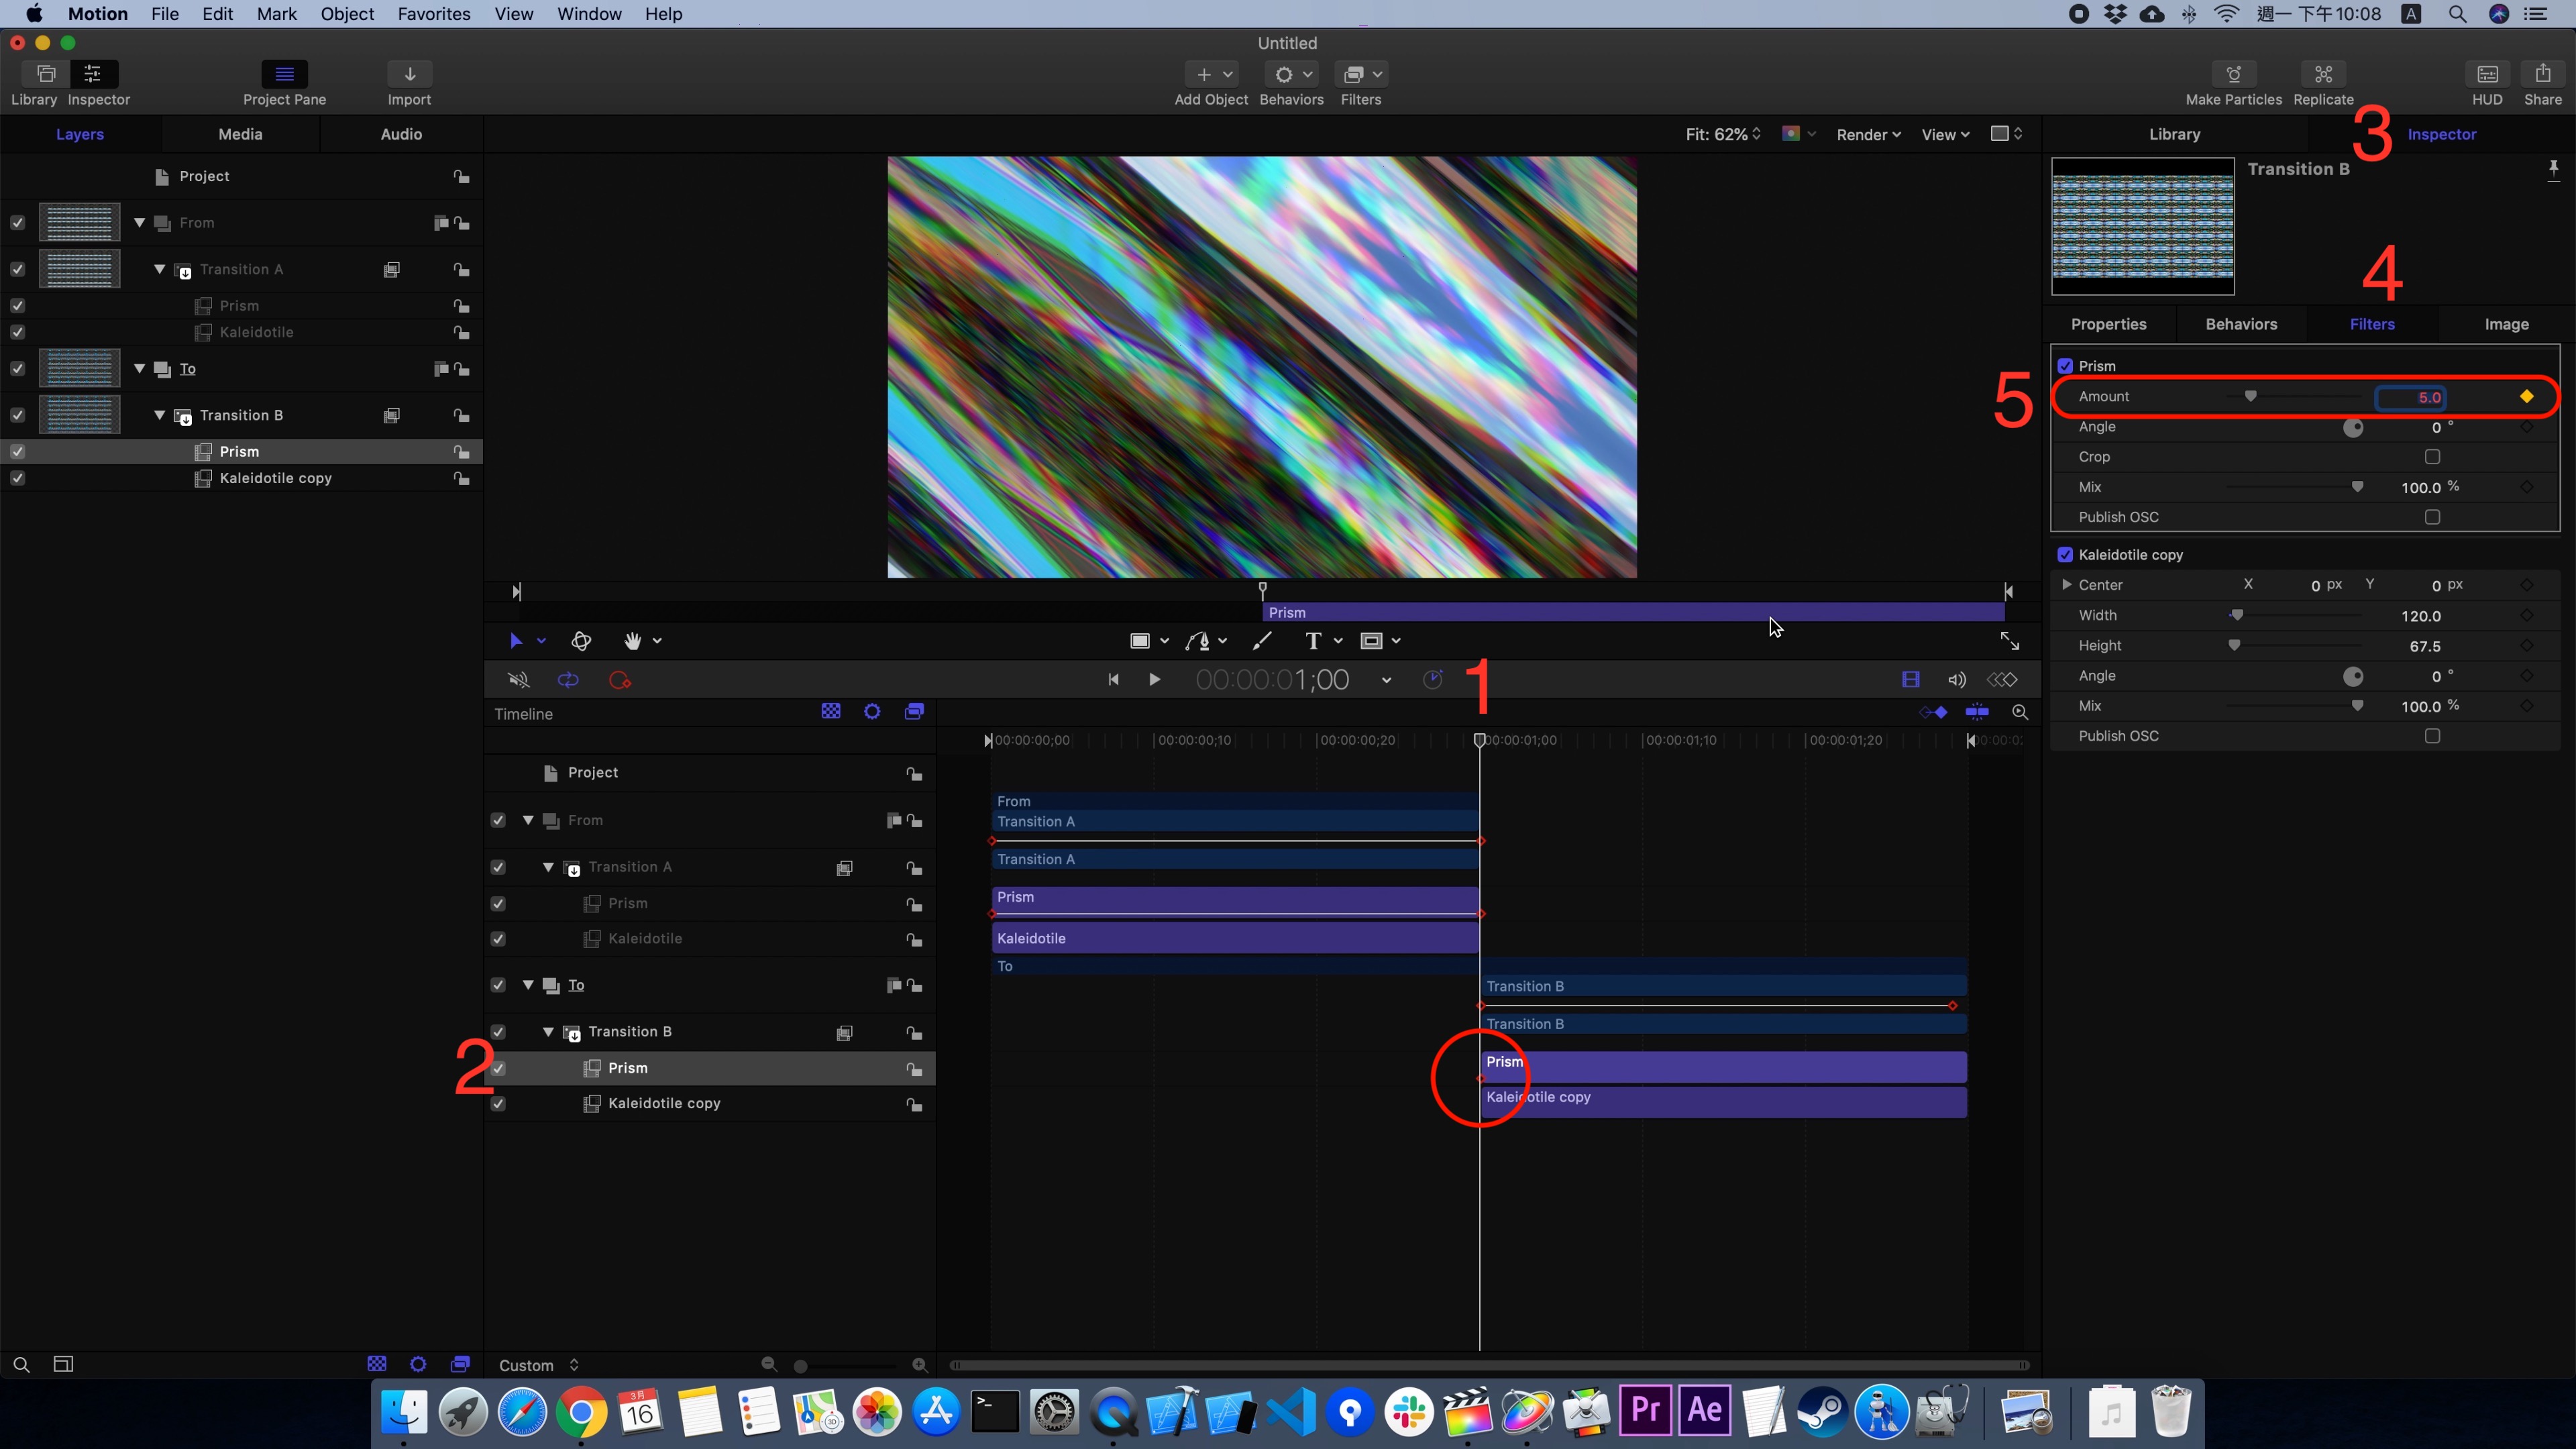 Motion File Edit Mark Object Favorites View Window Help
週一 下午10:08 A
Untitled
Library Inspector Project Pane Import Add Object Behaviors Filters Make Particles Replicate HUD Share
Layers Media Audio
Fit: 62% Render View
3
Library Inspector
Project
Transition B
From
Transition A
4
Prism
Kaleidotile
Properties Behaviors Filters Image
To
Prism
5
Amount 5.0
Transition B
Angle 0 °
Prism
Crop
Kaleidotile copy
Mix 100.0 %
Publish OSC
Kaleidotile copy
Center X 0 px Y 0 px
Prism
Width 120.0
T
Height 67.5
00:00:01;00
1
Angle 0 °
Mix 100.0 %
Timeline
Publish OSC
00:00:00;00 00:00:00;10 00:00:00;20 00:00:01;00 00:00:01;10 00:00:01;20
Project
From
From
Transition A
Transition A
Transition A
Prism
Prism
Kaleidotile
Kaleidotile
To
To
Transition B
Transition B
Transition B
2
Prism
Prism
Kaleidotile copy
Kaleidotile copy
Custom
3月
16
3D
Pr
Ae